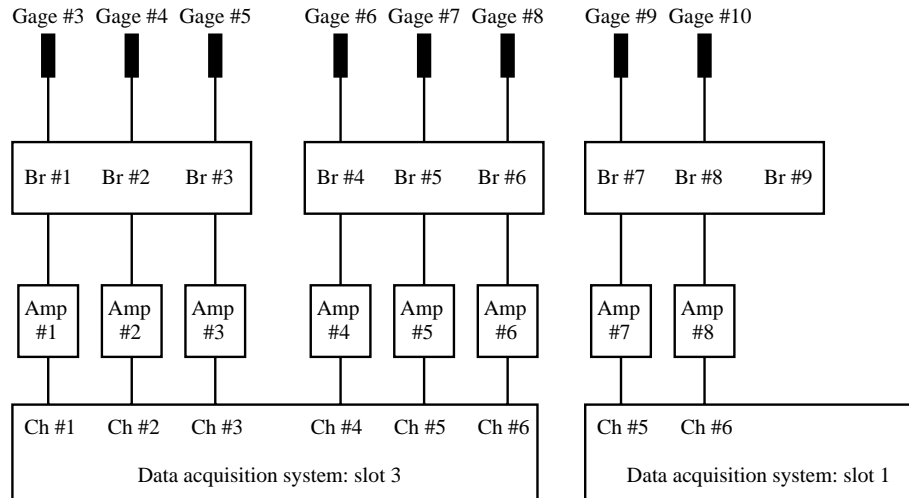 Gage #3 Gage #4 Gage #5 Gage #6 Gage #7 Gage #8 Gage #9 Gage #10
Br #1 Br #2 Br #3 Br #4 Br #5 Br #6 Br #7 Br #8 Br #9
Amp Amp Amp Amp Amp Amp Amp Amp
#1 #2 #3 #4 #5 #6 #7 #8
Ch #1 Ch #2 Ch #3 Ch #4 Ch #5 Ch #6 Ch #5 Ch #6
Data acquisition system: slot 3 Data acquisition system: slot 1